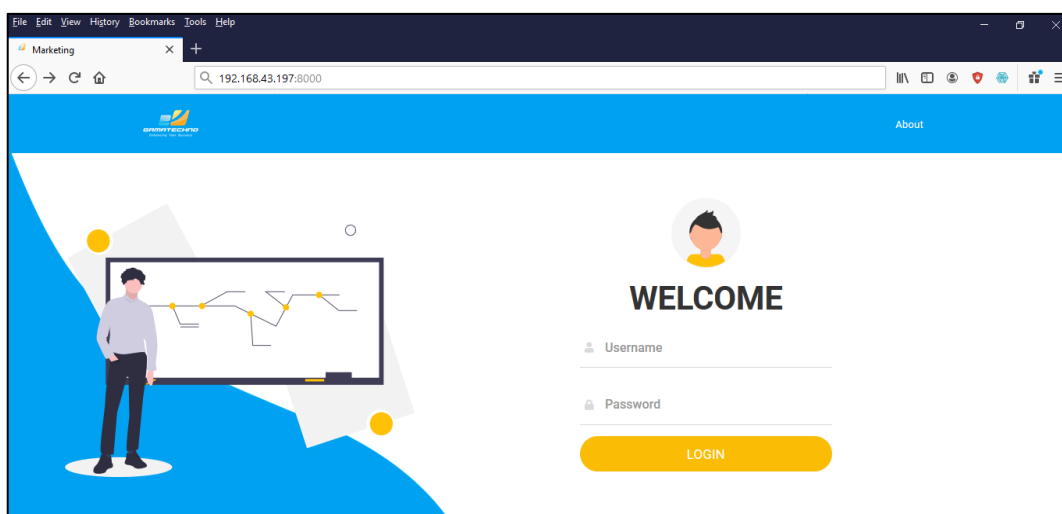 File Edit View History Bookmarks Tools Help
Marketing
192.168.43.197:8000
GAMATECHNO
About
WELCOME
Username
Password
LOGIN